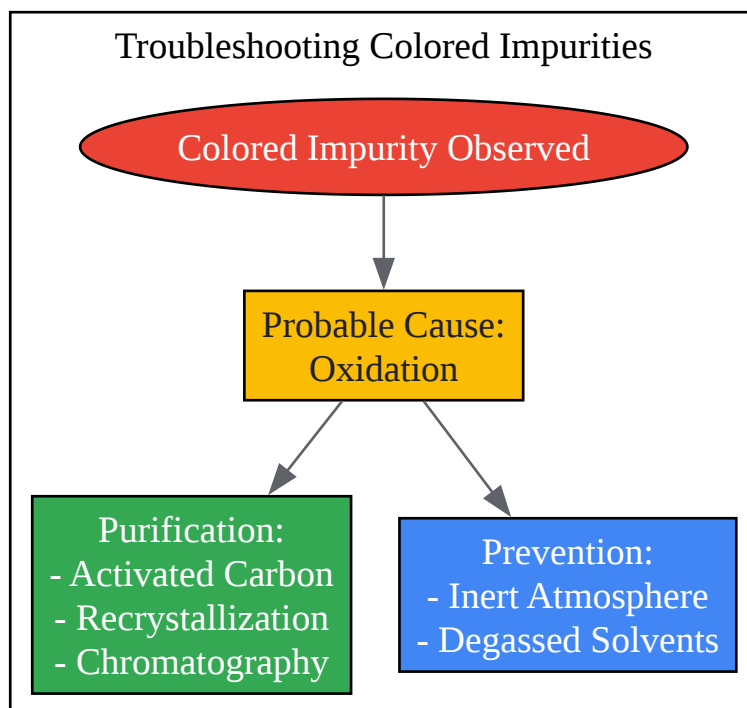 Troubleshooting Colored Impurities
Colored Impurity Observed
Probable Cause:
Oxidation
Purification:
- Activated Carbon
- Recrystallization
- Chromatography
Prevention:
- Inert Atmosphere
- Degassed Solvents